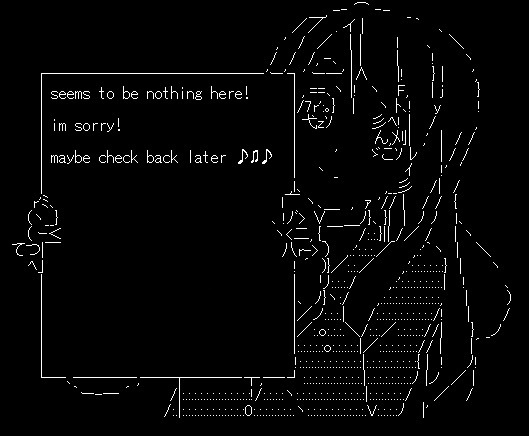 seems to be nothing here!
im sorry!
maybe check back later ♪♫♪